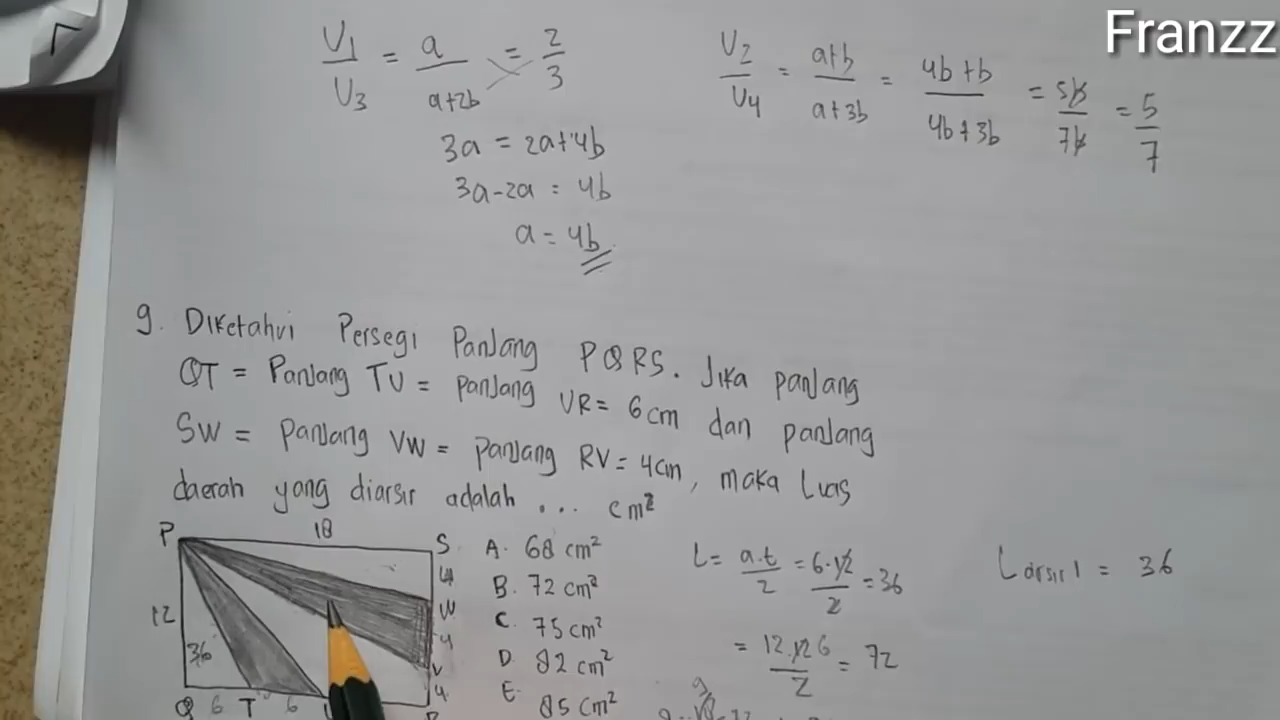 Franzz
V1/V3 = a/a+2b = 2/3
3a = 2a+4b
3a-2a = 4b
a = 4b
V2/V4 = a+b/a+3b = 4b+b/4b+3b = 5b/7b = 5/7
9. Diketahui Persegi Panjang PQRS. Jika panjang
QT = Panjang TU = panjang UR = 6 cm dan panjang
SW = panjang VW = panjang RV = 4cm, maka Luas
daerah yang diarsir adalah ... cm²
P 18 S
12
4
W
4
V
4
36
Q 6 T 6
A. 68 cm²
B. 72 cm²
C. 75 cm²
D. 82 cm²
E. 85 cm²
L = a.t/2 = 6.12/2 = 36
= 12.12 6/2 = 72
L arsir 1 = 36